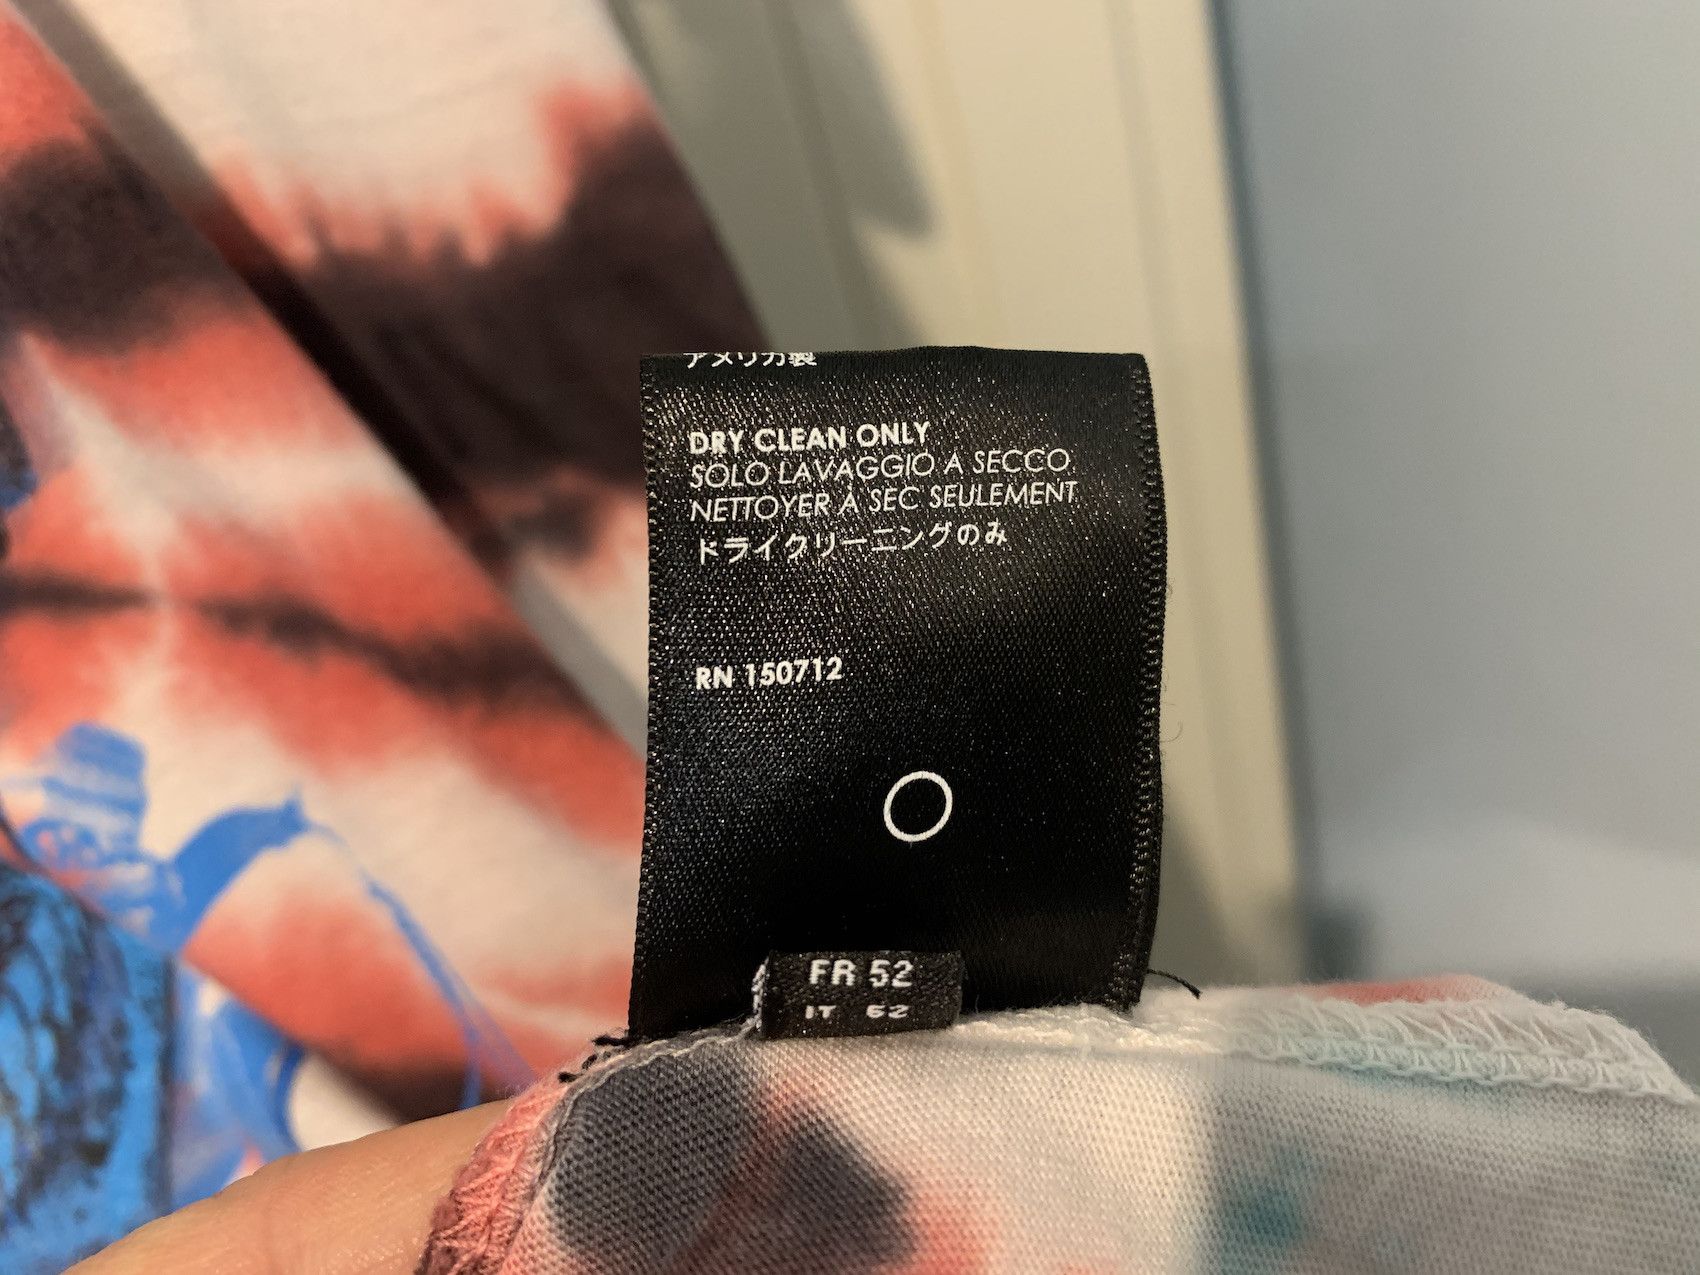 アメリカ製
DRY CLEAN ONLY
SOLO LAVAGGIO A SECCO
NETTOYER À SEC SEULEMENT
ドライクリーニングのみ
RN 150712
FR 52
IT 52